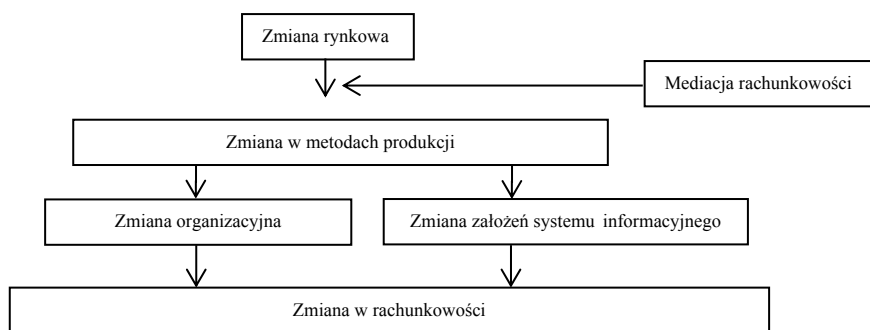 Zmiana rynkowa
Mediacja rachunkowości
Zmiana w metodach produkcji
Zmiana organizacyjna
Zmiana założeń systemu informacyjnego
Zmiana w rachunkowości